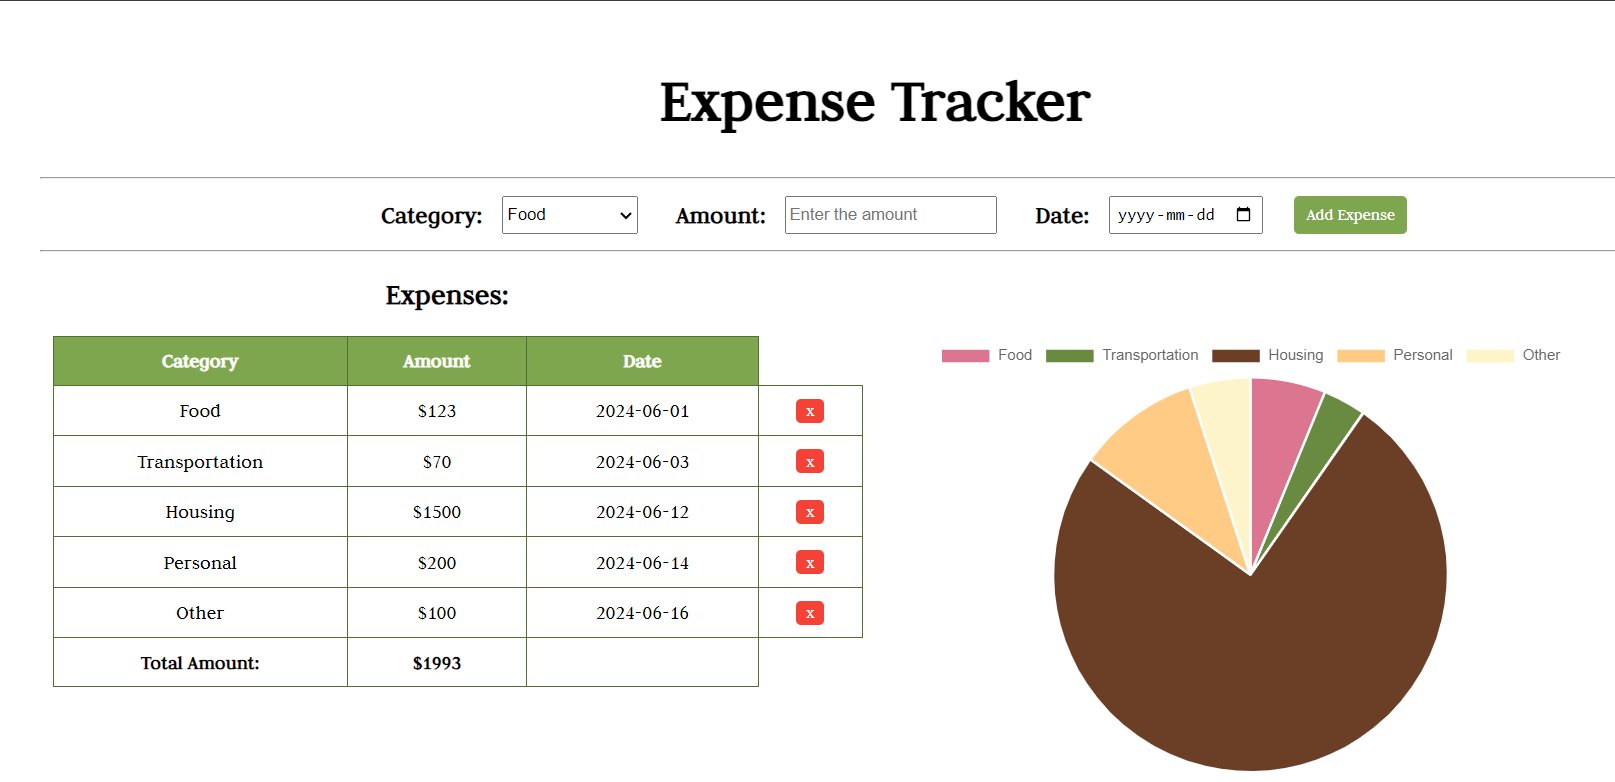 Expense Tracker
Category: Food Amount: Enter the amount Date: yyyy-mm-dd Add Expense
Expenses:
Category Amount Date
Food $123 2024-06-01 x
Transportation $70 2024-06-03 x
Housing $1500 2024-06-12 x
Personal $200 2024-06-14 x
Other $100 2024-06-16 x
Total Amount: $1993
Food Transportation Housing Personal Other